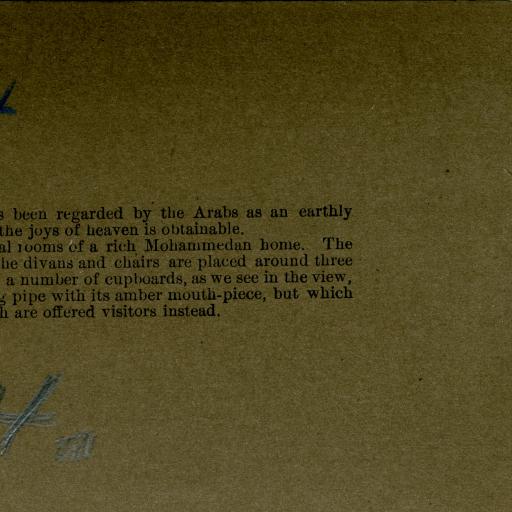 been regarded by the Arabs as an earthly
the joys of heaven is obtainable.
al rooms of a rich Mohammedan home. The
he divans and chairs are placed around three
a number of cupboards, as we see in the view,
g pipe with its amber mouth-piece, but which
h are offered visitors instead.